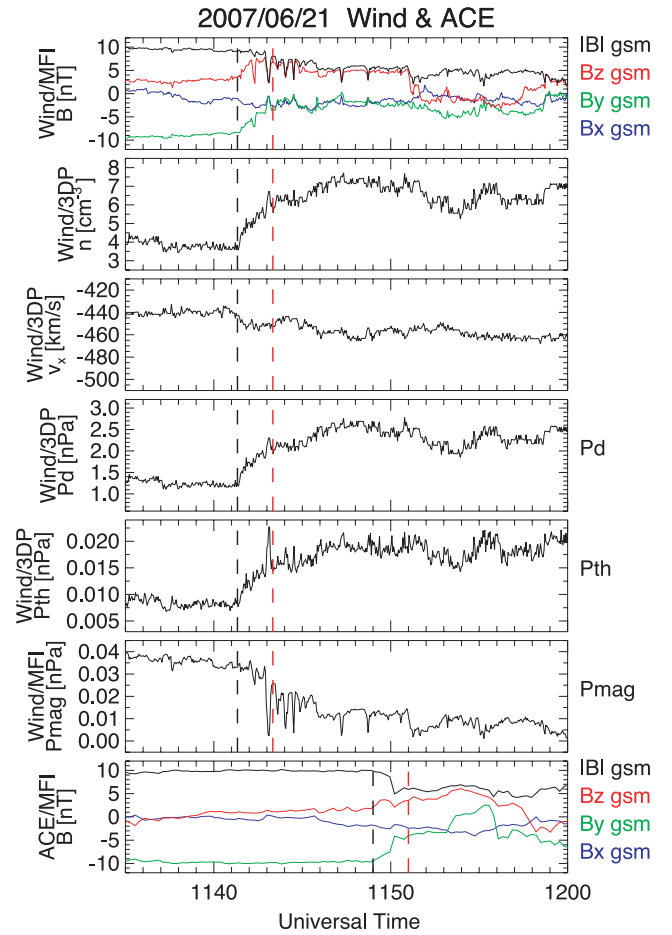 2007/06/21 Wind & ACE
Wind/MFI
B [nT]
10
5
0
-5
-10
IBI gsm
Bz gsm
By gsm
Bx gsm
Wind/3DP
n [cm-3]
8
7
6
5
4
3
Wind/3DP
vx [km/s]
-420
-440
-460
-480
-500
Wind/3DP
Pd [nPa]
3.0
2.5
2.0
1.5
1.0
Pd
Wind/3DP
Pth [nPa]
0.020
0.015
0.010
0.005
Pth
Wind/MFI
Pmag [nPa]
0.04
0.03
0.02
0.01
0.00
Pmag
ACE/MFI
B [nT]
10
5
0
-5
-10
IBI gsm
Bz gsm
By gsm
Bx gsm
1140
1150
1200
Universal Time